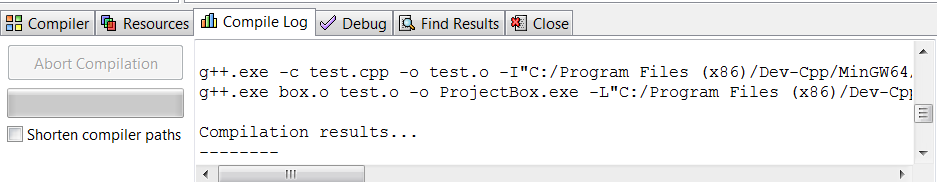 Compiler Resources Compile Log Debug Find Results Close
Abort Compilation
Shorten compiler paths
g++.exe -c test.cpp -o test.o -I"C:/Program Files (x86)/Dev-Cpp/MinGW64/
g++.exe box.o test.o -o ProjectBox.exe -L"C:/Program Files (x86)/Dev-Cpp
Compilation results...
--------